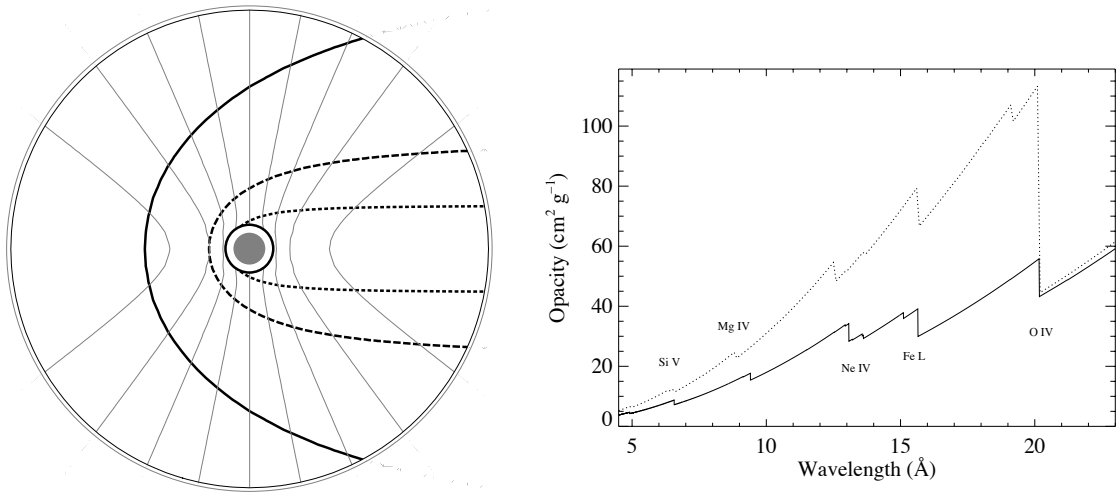 Opacity (cm² g⁻¹)
100
80
60
40
20
0
Si V
Mg IV
Ne IV
Fe L
O IV
5
10
15
20
Wavelength (Å)